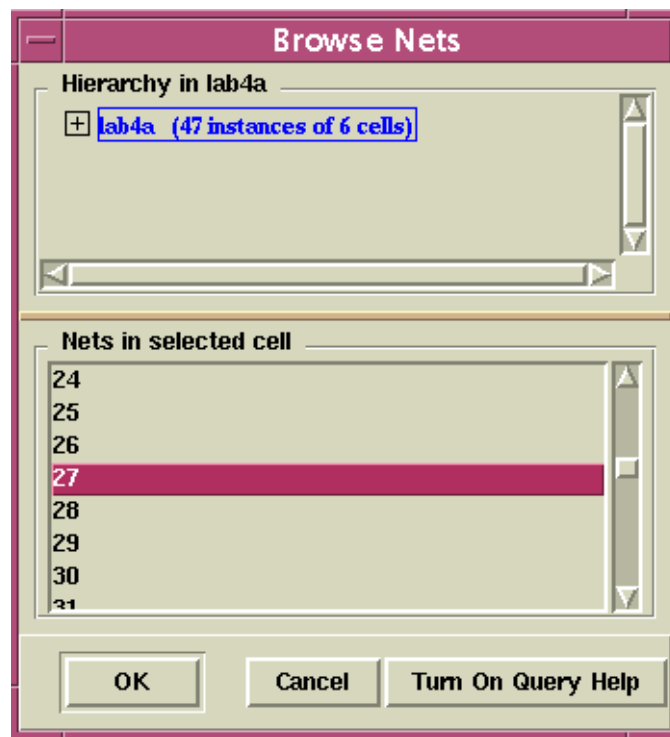 Browse Nets
Hierarchy in lab4a
lab4a (47 instances of 6 cells)
Nets in selected cell
24
25
26
27
28
29
30
31
OK
Cancel
Turn On Query Help